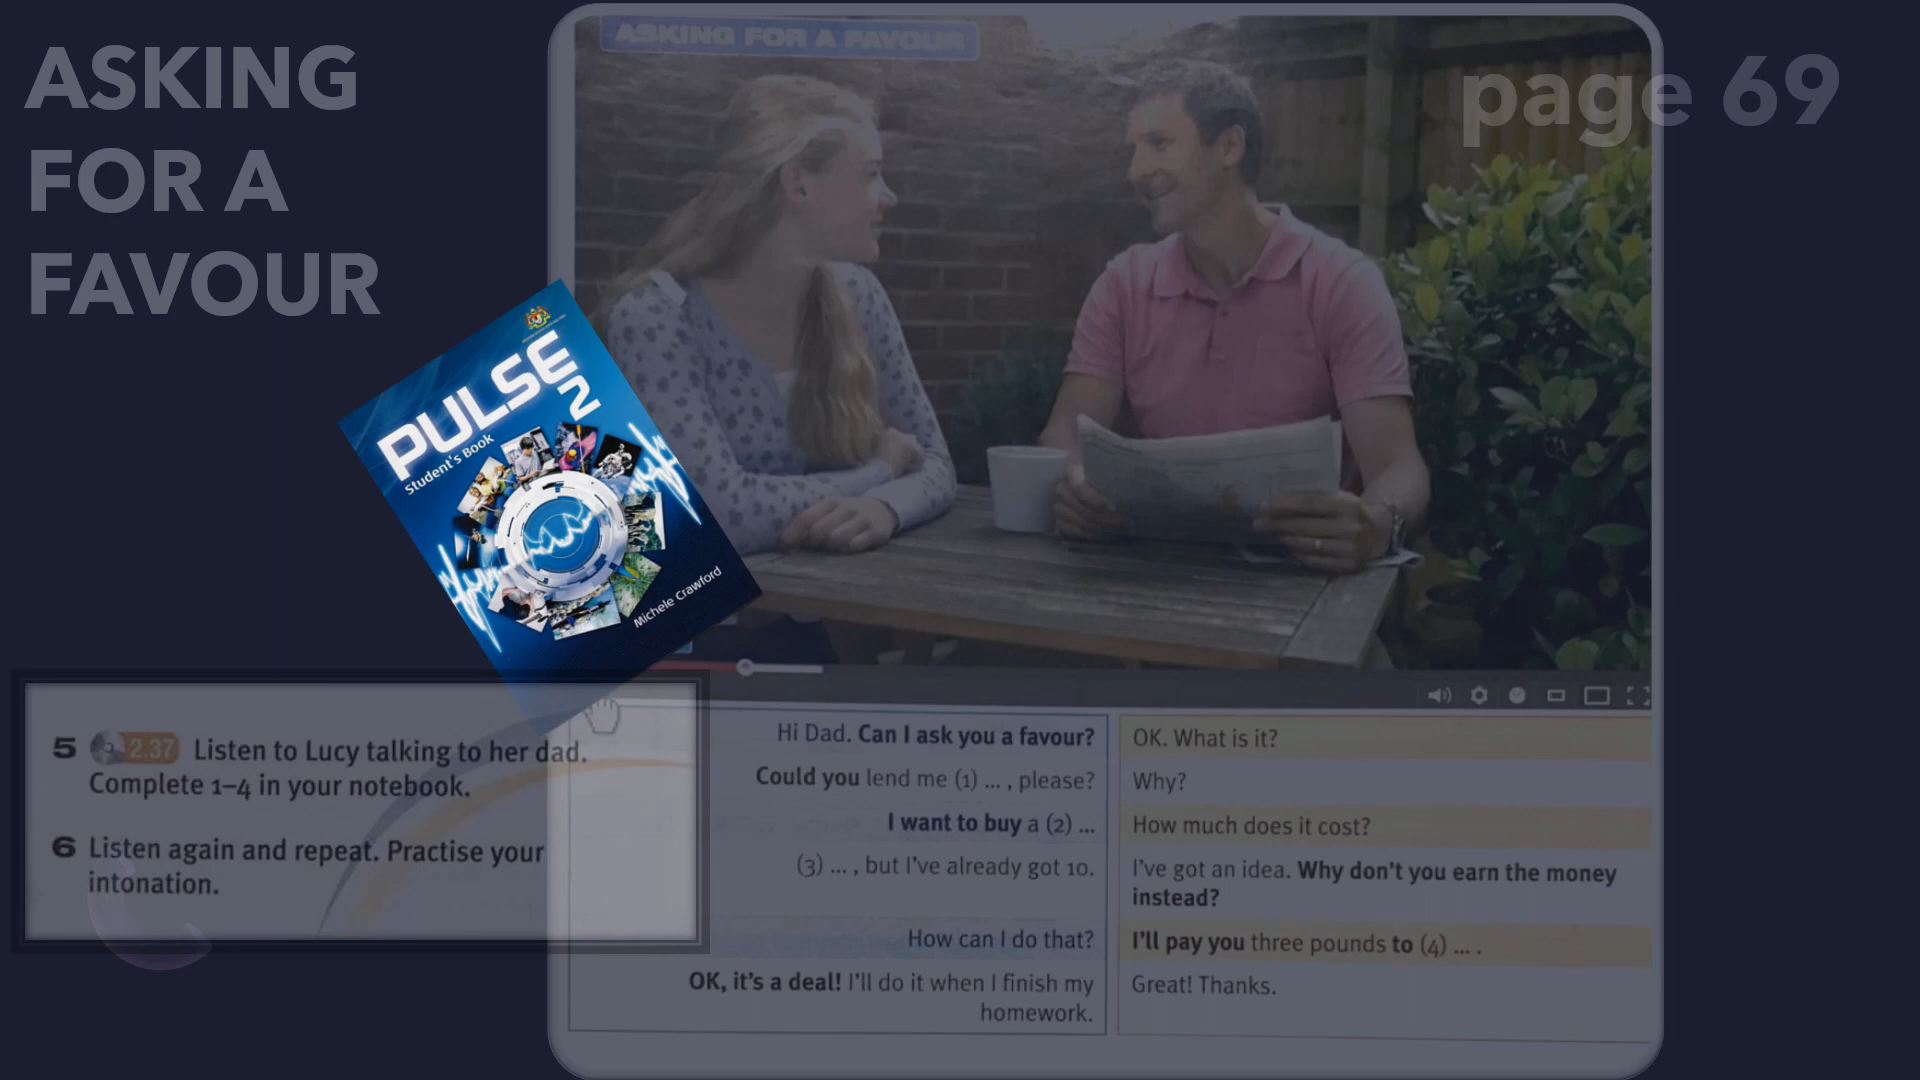 ASKING
FOR A
FAVOUR
ASKING FOR A FAVOUR
page 69
PULSE
2
Student's Book
Michele Crawford
5 2.37 Listen to Lucy talking to her dad.
Complete 1–4 in your notebook.
6 Listen again and repeat. Practise your
intonation.
Hi Dad. Can I ask you a favour?
OK. What is it?
Could you lend me (1) ... , please?
Why?
I want to buy a (2) ...
How much does it cost?
(3) ... , but I've already got 10.
I've got an idea. Why don't you earn the money
instead?
How can I do that?
I'll pay you three pounds to (4) ... .
OK, it's a deal! I'll do it when I finish my
homework.
Great! Thanks.